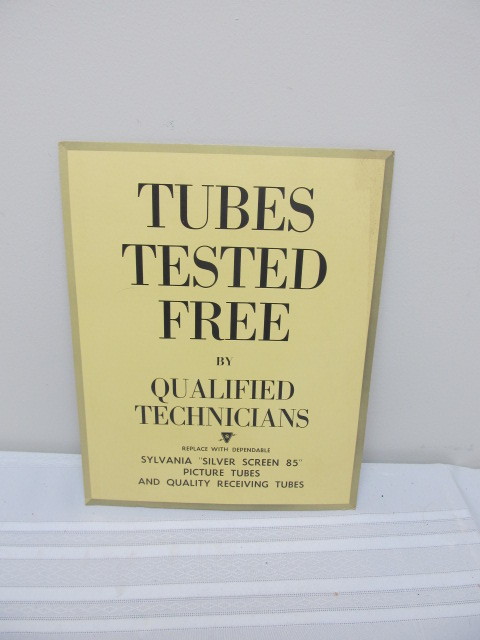 TUBES
TESTED
FREE
BY
QUALIFIED
TECHNICIANS
REPLACE WITH DEPENDABLE
SYLVANIA "SILVER SCREEN 85"
PICTURE TUBES
AND QUALITY RECEIVING TUBES